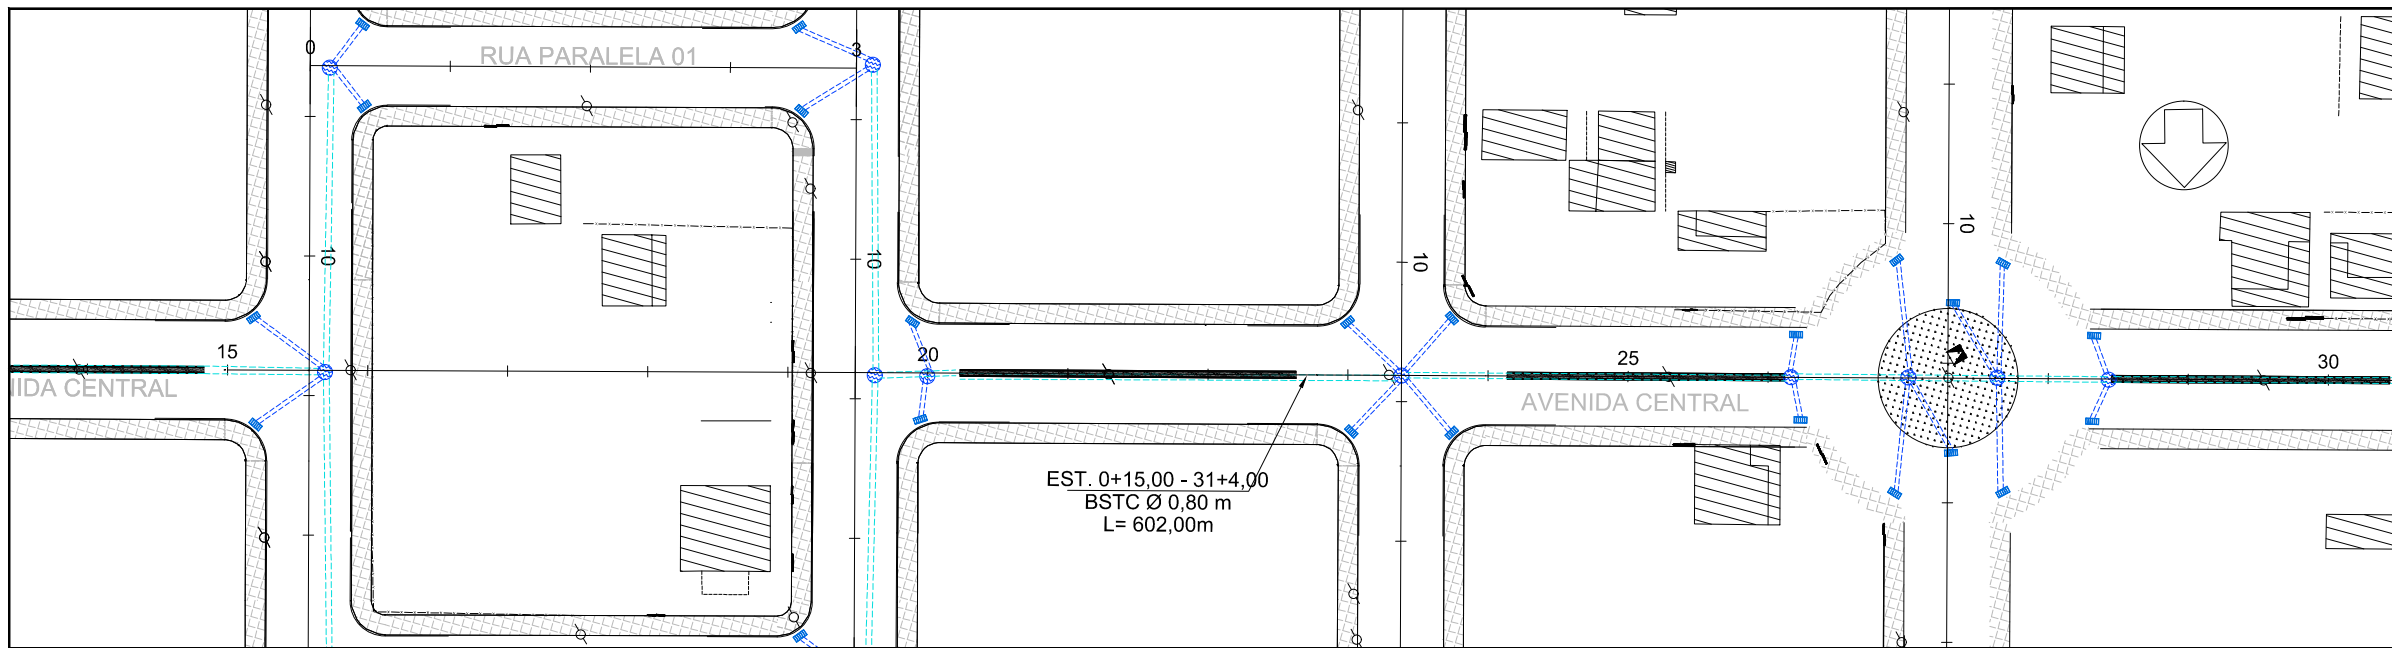 0
3
RUA PARALELA 01
10
10
10
10
15
20
25
30
NIDA CENTRAL
AVENIDA CENTRAL
EST. 0+15,00 - 31+4,00
BSTC Ø 0,80 m
L= 602,00m